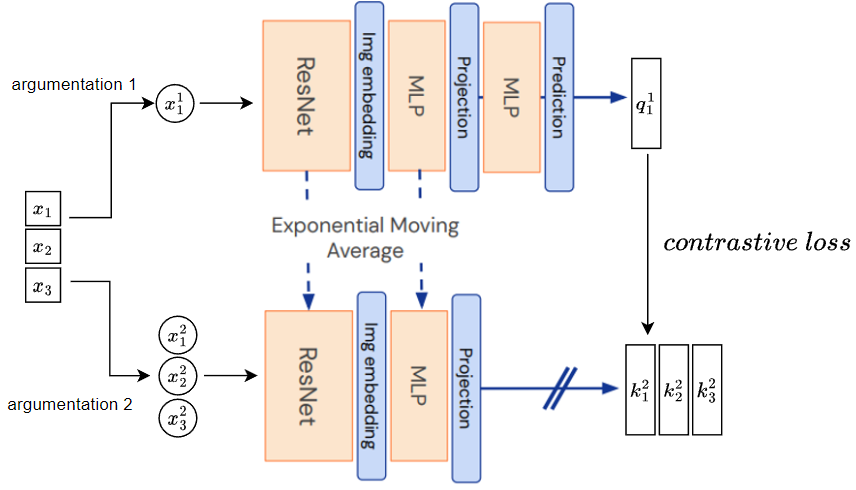 argumentation 1
x_1^1
ResNet
Img embedding
MLP
Projection
MLP
Prediction
q_1^1
x_1
x_2
x_3
Exponential Moving
Average
contrastive loss
x_1^2
x_2^2
x_3^2
argumentation 2
ResNet
Img embedding
MLP
Projection
k_1^2
k_2^2
k_3^2